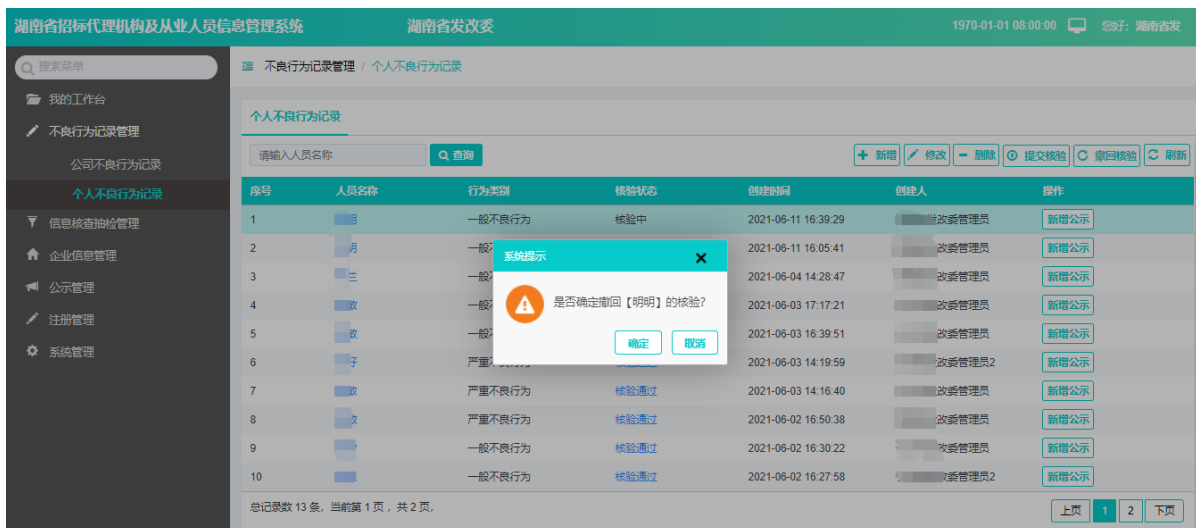 湖南省招标代理机构及从业人员信息管理系统 湖南省发改委 1970-01-01 08:00:00 您好：湖南省发
搜索菜单 不良行为记录管理 / 个人不良行为记录
我的工作台
不良行为记录管理
公司不良行为记录
个人不良行为记录
信息核查抽检管理
企业信息管理
公示管理
注册管理
系统管理
个人不良行为记录
请输入人员名称 查询 新增 修改 删除 提交核验 撤回核验 刷新
序号 人员名称 行为类别 核验状态 创建时间 创建人 操作
1 明 一般不良行为 核验中 2021-06-11 16:39:29 改委管理员 新增公示
2 明 一般 2021-06-11 16:05:41 改委管理员 新增公示
3 兰 一般 2021-06-04 14:28:47 改委管理员 新增公示
4 政 一般 2021-06-03 17:17:21 改委管理员 新增公示
5 政 一般 2021-06-03 16:39:51 改委管理员 新增公示
6 子 严重 2021-06-03 14:19:59 改委管理员2 新增公示
7 政 严重不良行为 核验通过 2021-06-03 14:16:40 改委管理员 新增公示
8 严重不良行为 核验通过 2021-06-02 16:50:38 改委管理员 新增公示
9 一般不良行为 核验通过 2021-06-02 16:30:22 改委管理员 新增公示
10 一般不良行为 核验通过 2021-06-02 16:27:58 改委管理员2 新增公示
系统提示
是否确定撤回【明明】的核验?
确定 取消
总记录数 13 条, 当前第 1 页 , 共 2 页,
上页 1 2 下页